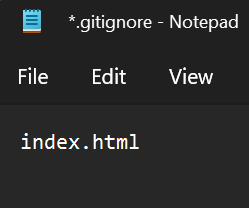 *.gitignore - Notepad
File Edit View
index.html